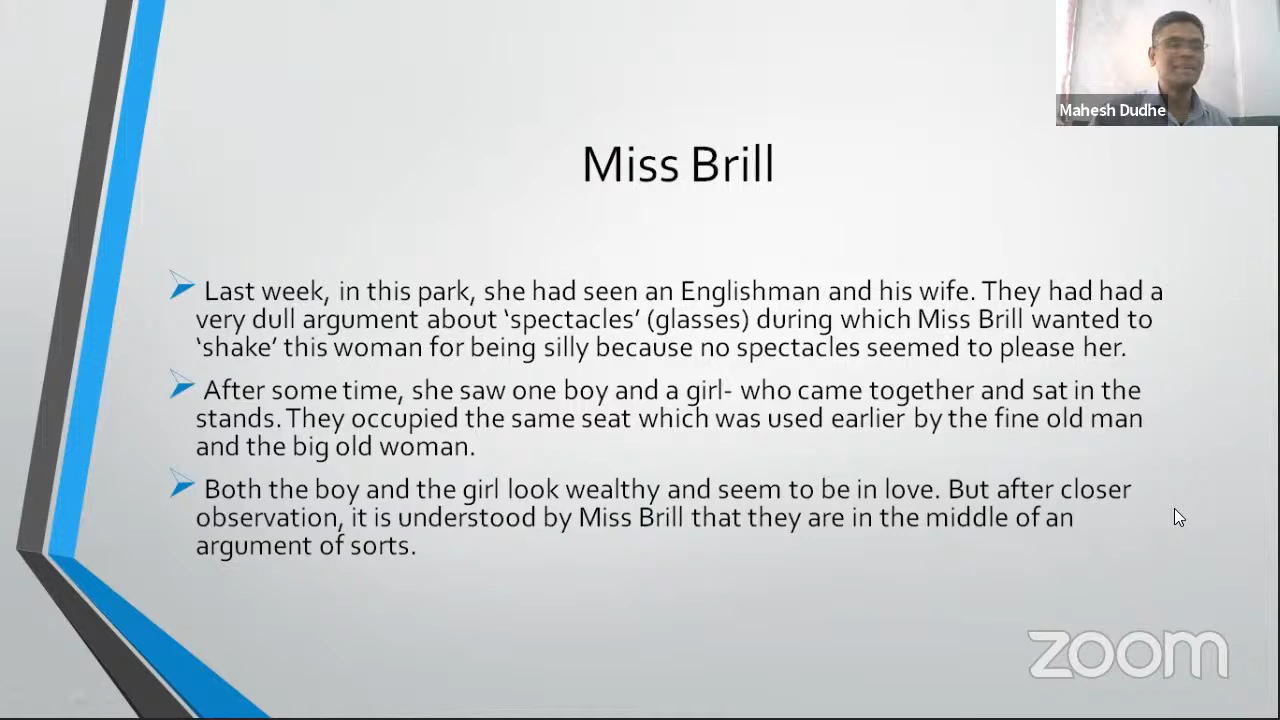 Mahesh Dudhe
Miss Brill
Last week, in this park, she had seen an Englishman and his wife. They had had a
very dull argument about ‘spectacles’ (glasses) during which Miss Brill wanted to
‘shake’ this woman for being silly because no spectacles seemed to please her.
After some time, she saw one boy and a girl- who came together and sat in the
stands. They occupied the same seat which was used earlier by the fine old man
and the big old woman.
Both the boy and the girl look wealthy and seem to be in love. But after closer
observation, it is understood by Miss Brill that they are in the middle of an
argument of sorts.
zoom